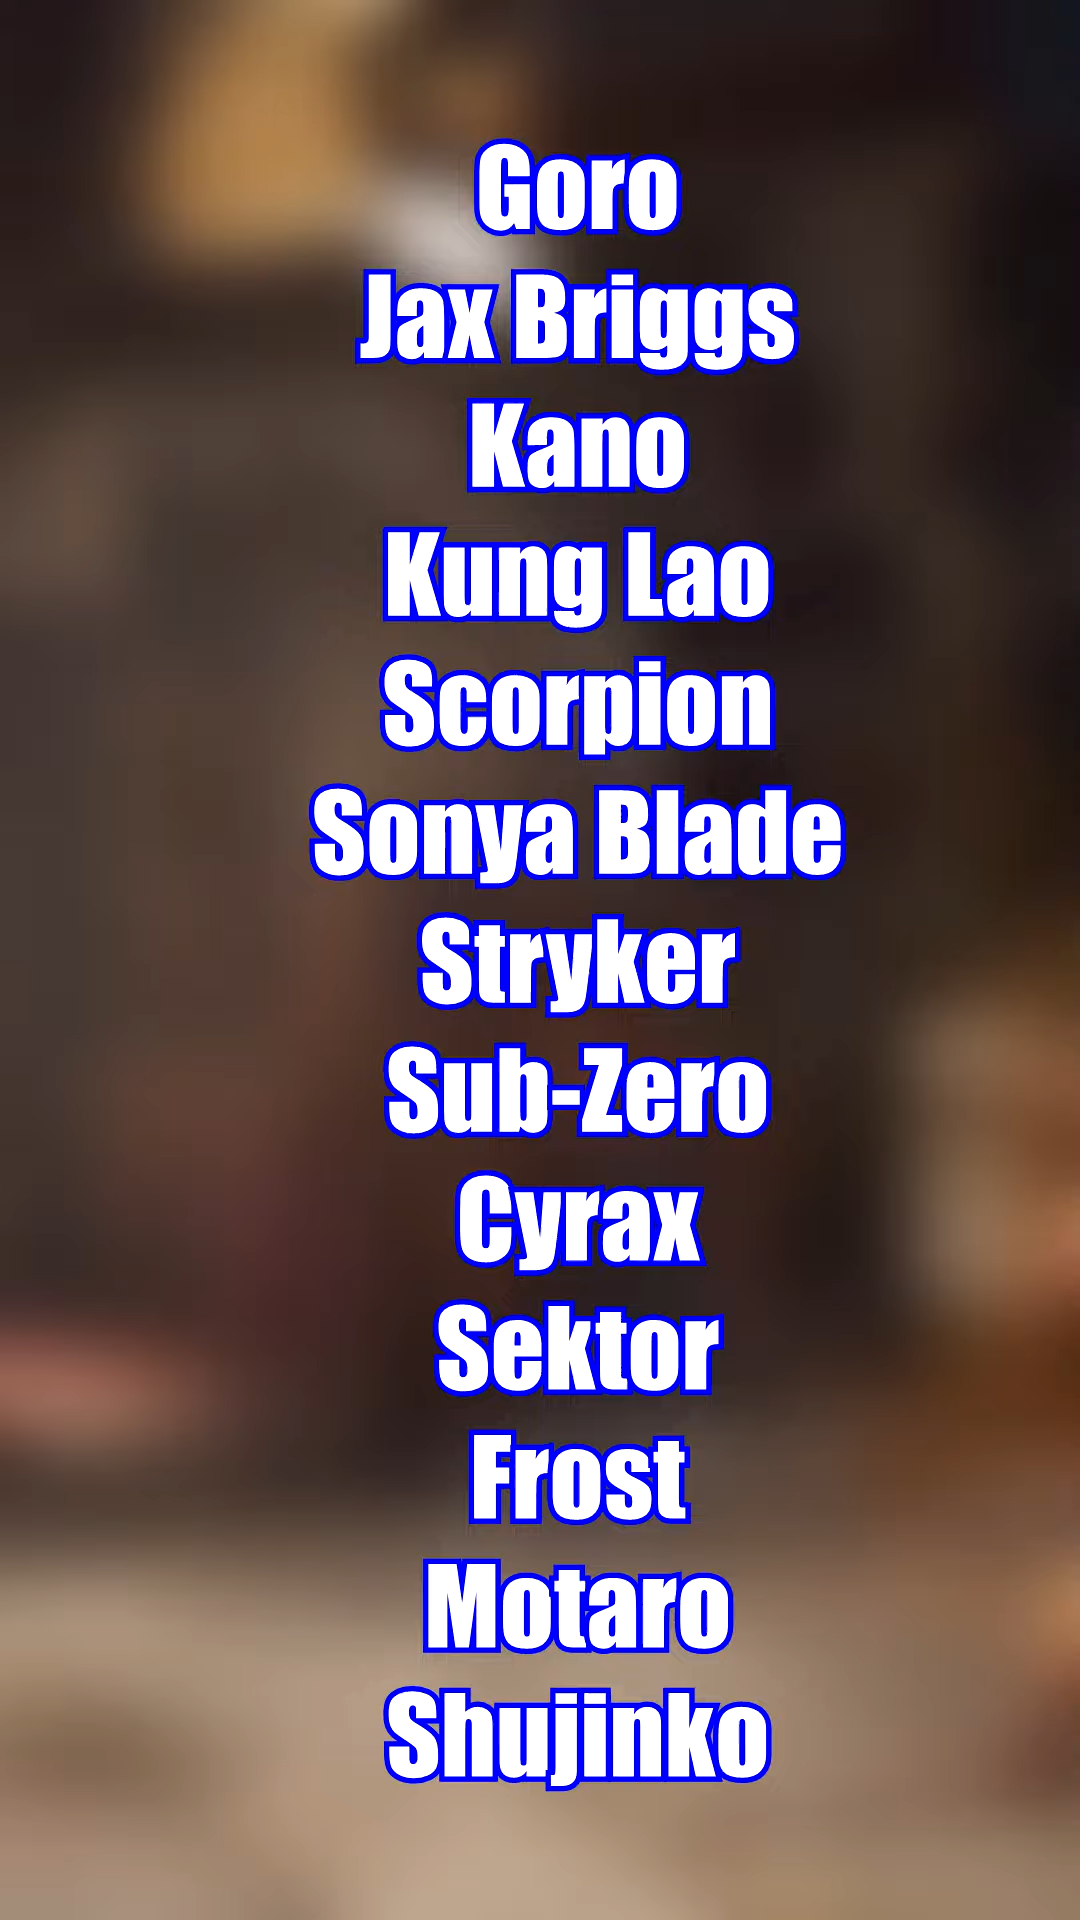 Goro
Jax Briggs
Kano
Kung Lao
Scorpion
Sonya Blade
Stryker
Sub-Zero
Cyrax
Sektor
Frost
Motaro
Shujinko